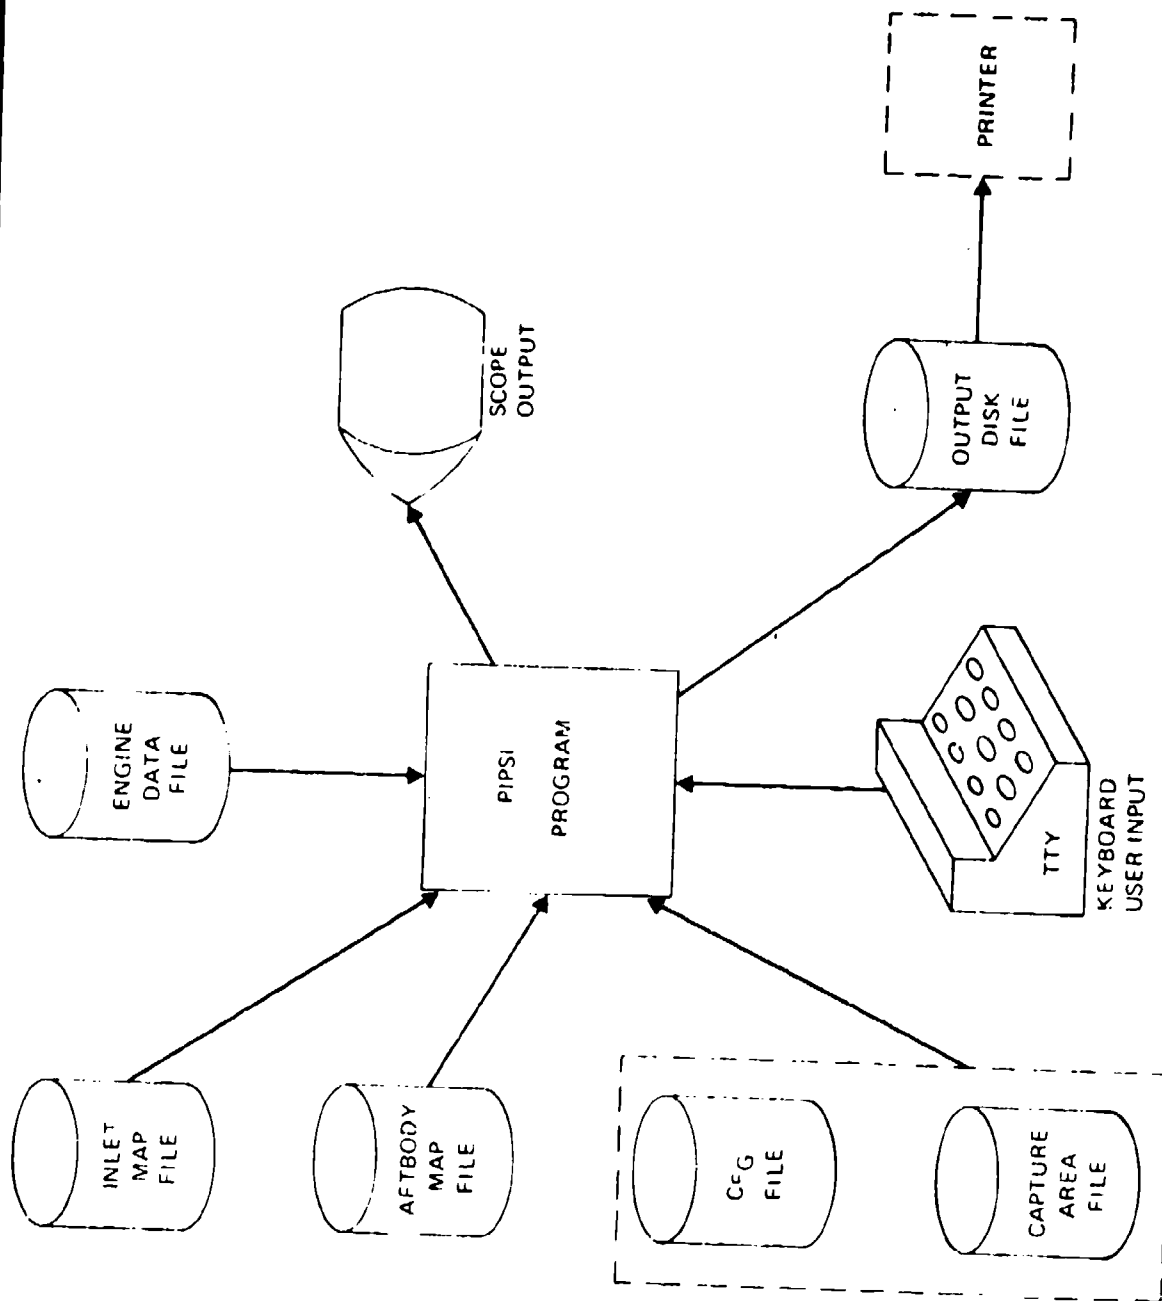 INLET
MAP
FILE
AFTBODY
MAP
FILE
CFG
FILE
CAPTURE
AREA
FILE
ENGINE
DATA
FILE
PIPSI
PROGRAM
TTY
KEYBOARD
USER INPUT
SCOPE
OUTPUT
OUTPUT
DISK
FILE
PRINTER